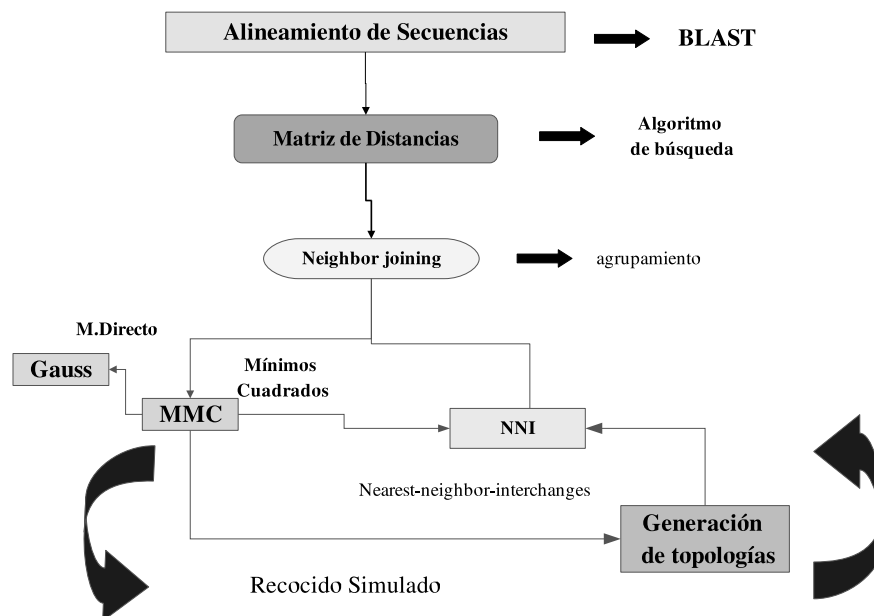 Alineamiento de Secuencias
BLAST
Matriz de Distancias
Algoritmo
de búsqueda
Neighbor joining
agrupamiento
M.Directo
Gauss
Mínimos
Cuadrados
MMC
NNI
Nearest-neighbor-interchanges
Generación
de topologías
Recocido Simulado